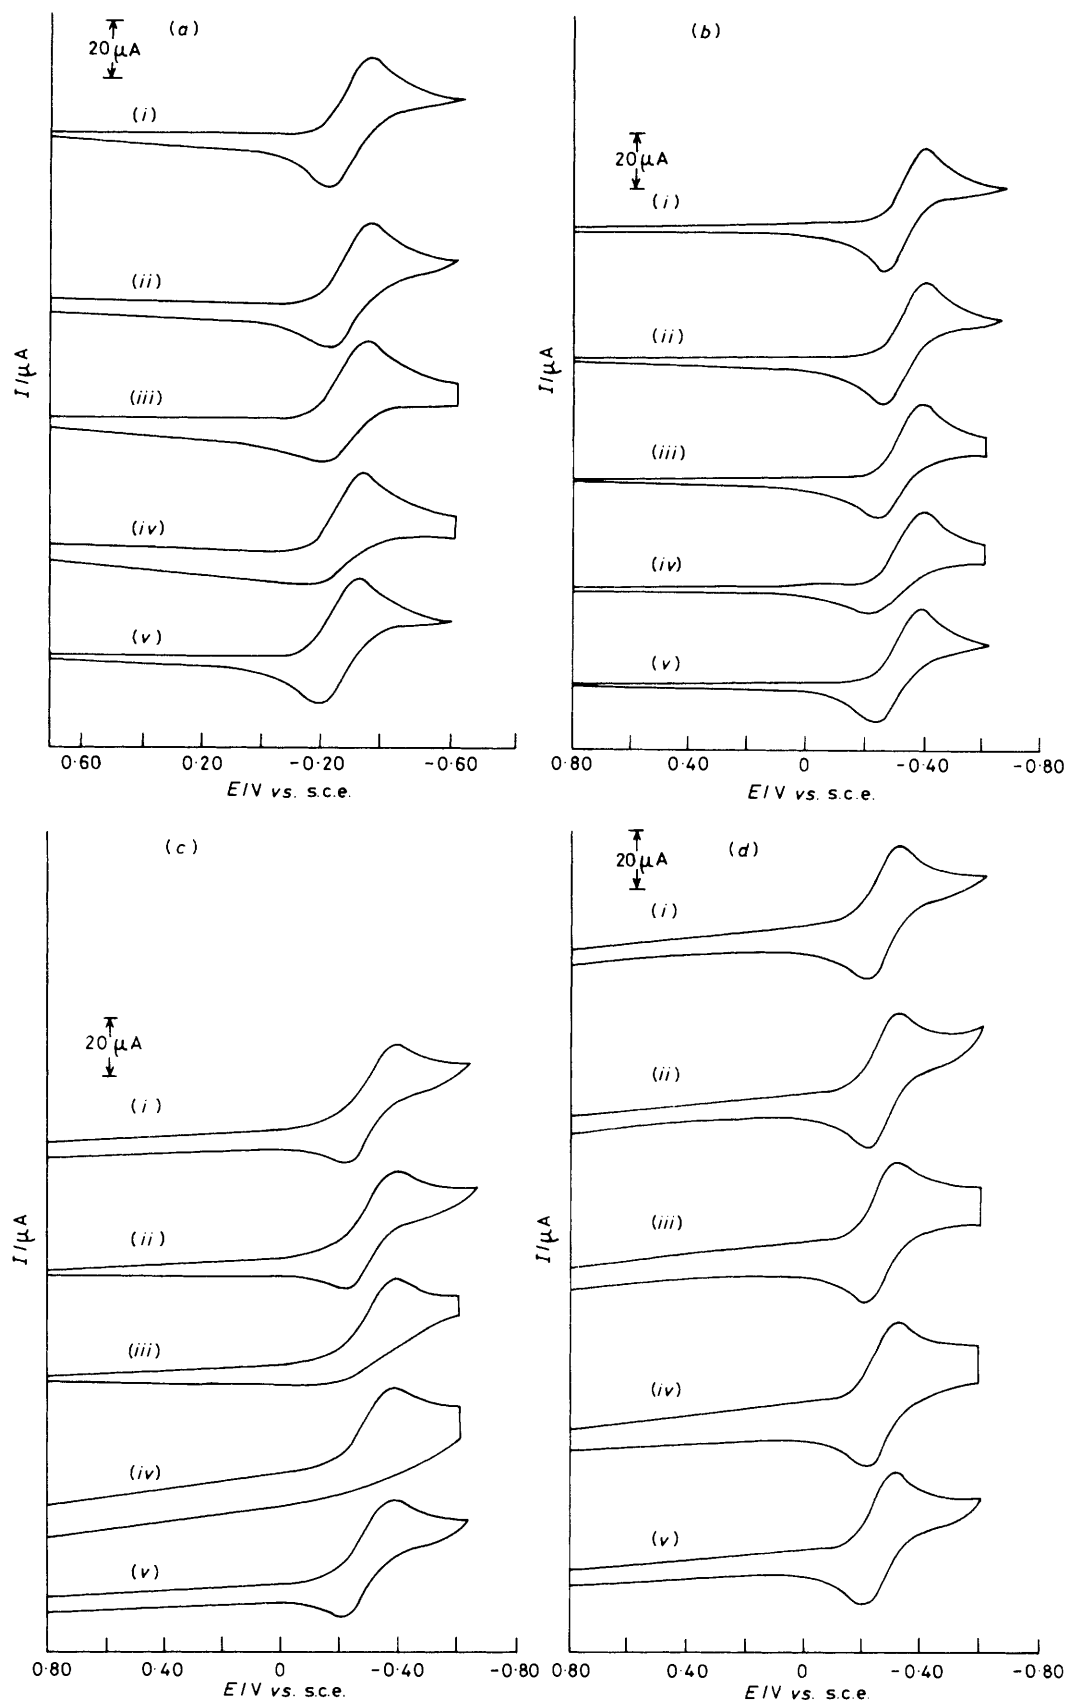 (a)
20 μA
(i)
(ii)
(iii)
(iv)
(v)
I/μA
0·60 0·20 -0·20 -0·60
E/V vs. s.c.e.
(b)
20 μA
(i)
(ii)
(iii)
(iv)
(v)
I/μA
0·80 0·40 0 -0·40 -0·80
E/V vs. s.c.e.
(c)
20 μA
(i)
(ii)
(iii)
(iv)
(v)
I/μA
0·80 0·40 0 -0·40 -0·80
E/V vs. s.c.e.
(d)
20 μA
(i)
(ii)
(iii)
(iv)
(v)
I/μA
0·80 0·40 0 -0·40 -0·80
E/V vs. s.c.e.